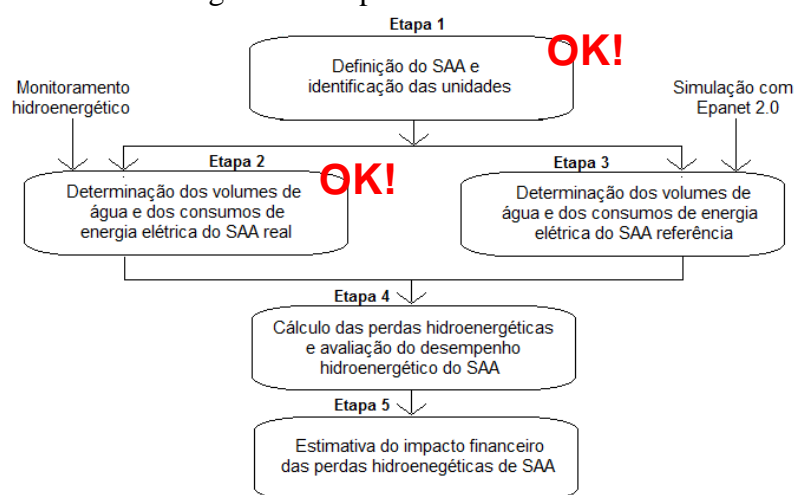 Etapa 1
OK!
Definição do SAA e
identificação das unidades
Monitoramento
hidroenergético
Simulação com
Epanet 2.0
Etapa 2
OK!
Determinação dos volumes de
água e dos consumos de
energia elétrica do SAA real
Etapa 3
Determinação dos volumes de
água e dos consumos de energia
elétrica do SAA referência
Etapa 4
Cálculo das perdas hidroenergéticas
e avaliação do desempenho
hidroenergético do SAA
Etapa 5
Estimativa do impacto financeiro
das perdas hidroenegéticas de SAA